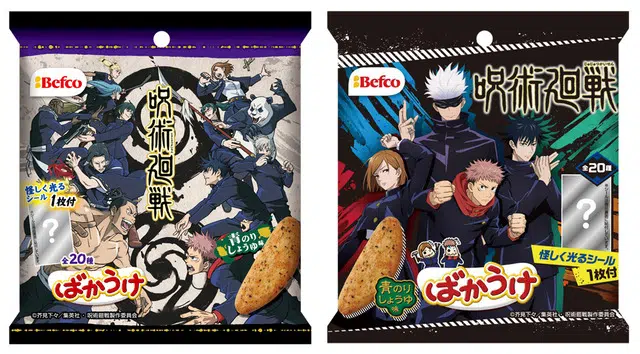 Befco
呪術廻戦
怪しく光る
シール1枚付
?
全20種
青のり
しょうゆ味
ばかうけ
©芥見下々/集英社・呪術廻戦製作委員会
Befco
呪術廻戦
全20種
?
怪しく光るシール
1枚付
青のり
しょうゆ
味
ばかうけ
©芥見下々/集英社・呪術廻戦製作委員会